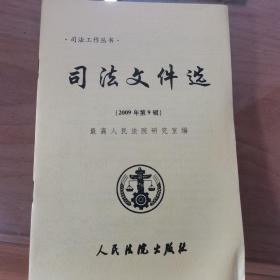 ·司法工作丛书·
司法文件选
（2009年第9辑）
最高人民法院研究室编
人民法院出版社